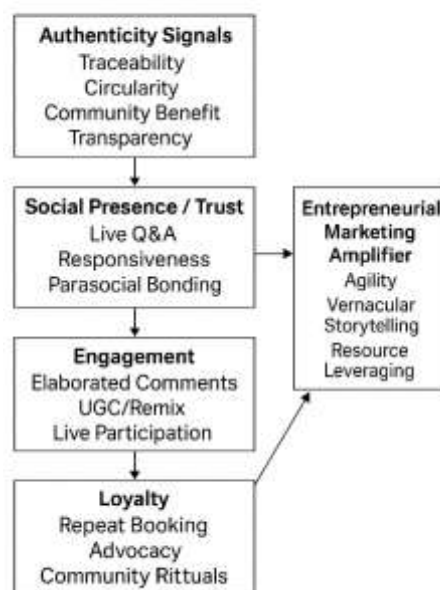 Authenticity Signals
Traceability
Circularity
Community Benefit
Transparency
Social Presence / Trust
Live Q&A
Responsiveness
Parasocial Bonding
Entrepreneurial
Marketing
Amplifier
Agility
Vernacular
Storytelling
Resource
Leveraging
Engagement
Elaborated Comments
UGC/Remix
Live Participation
Loyalty
Repeat Booking
Advocacy
Community Rittuals